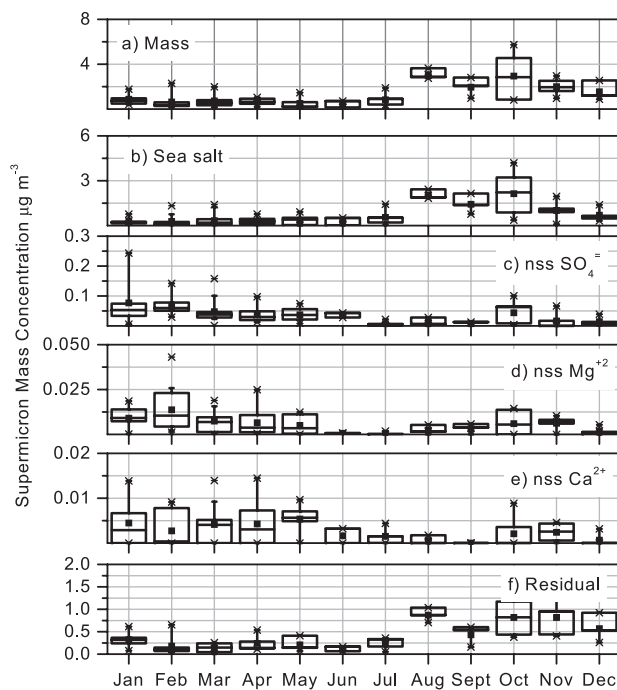 Supermicron Mass Concentration µg m⁻³
a) Mass
8
4
b) Sea salt
6
3
c) nss SO₄⁼
0.3
0.2
0.1
d) nss Mg⁺²
0.050
0.025
e) nss Ca²⁺
0.02
0.01
f) Residual
2.0
1.5
1.0
0.5
0.0
Jan Feb Mar Apr May Jun Jul Aug Sept Oct Nov Dec